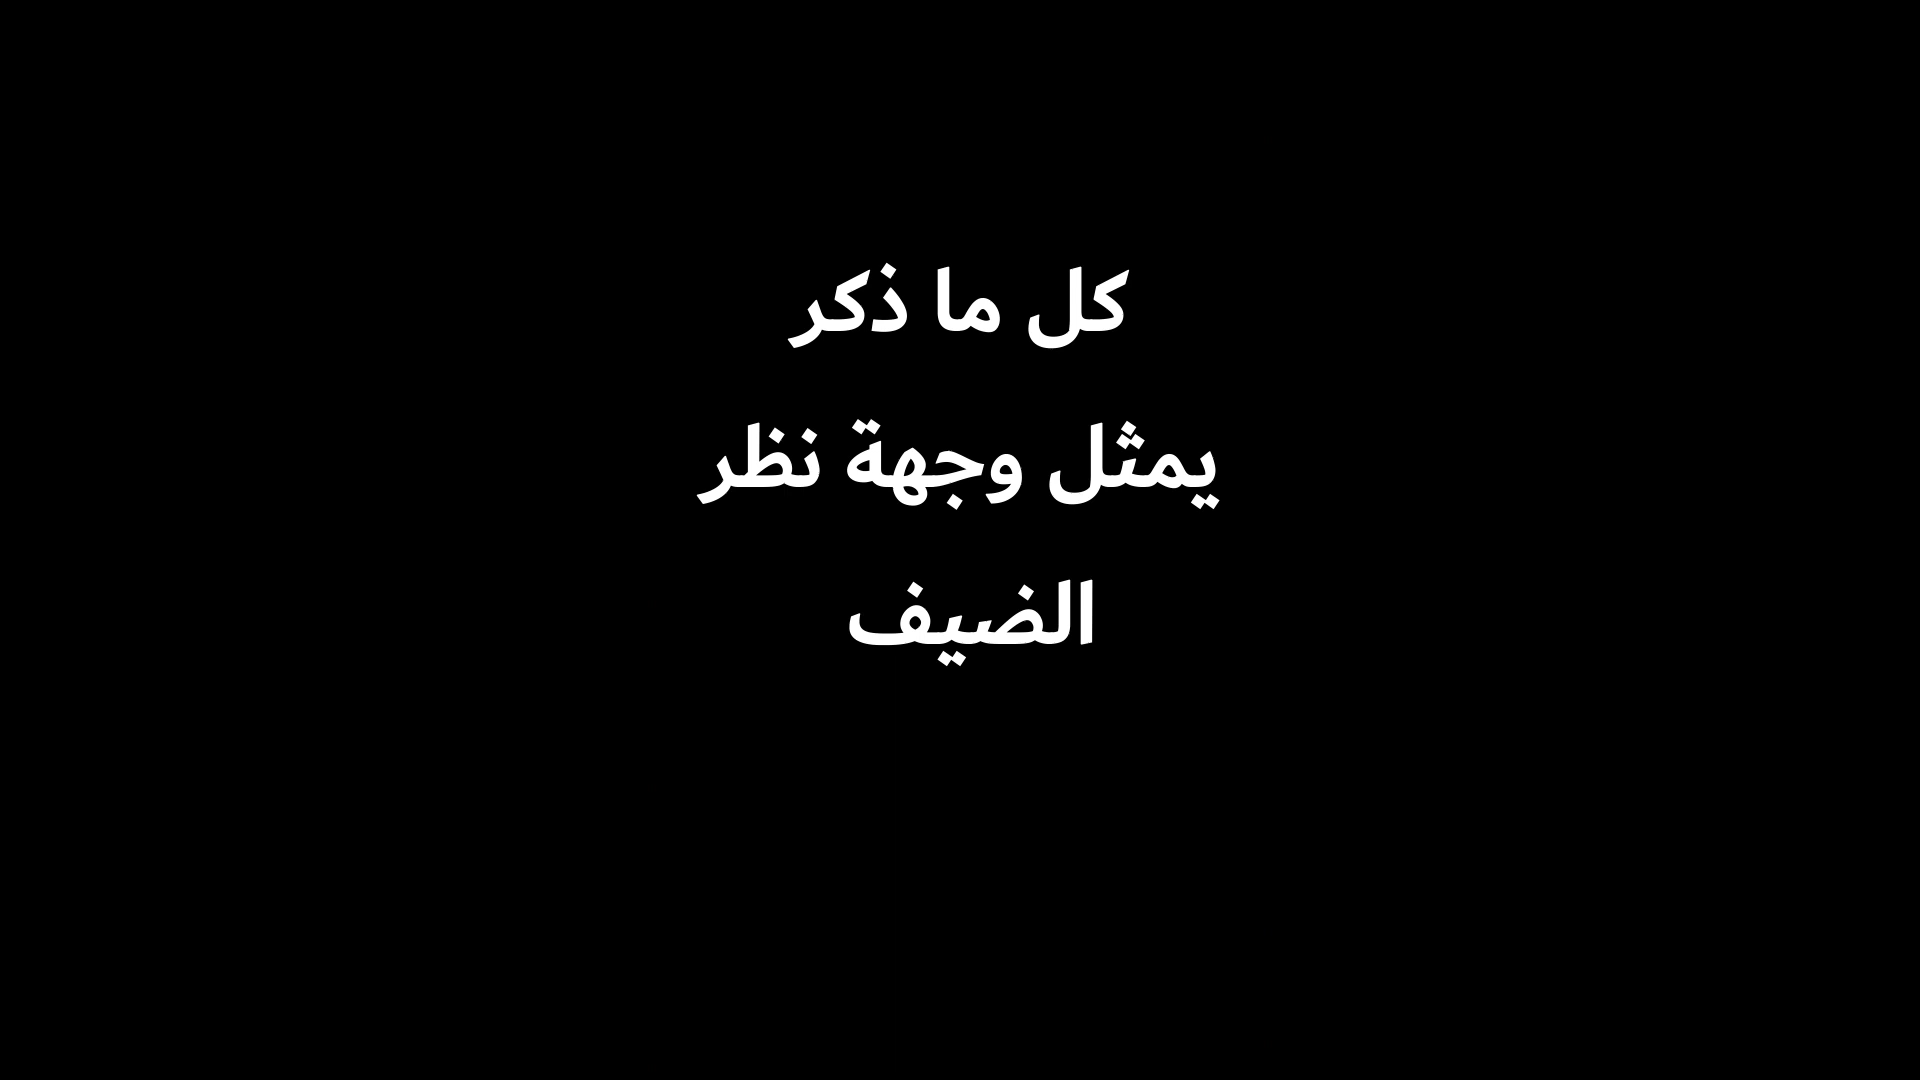 كل ما ذكر
يمثل وجهة نظر
الضيف